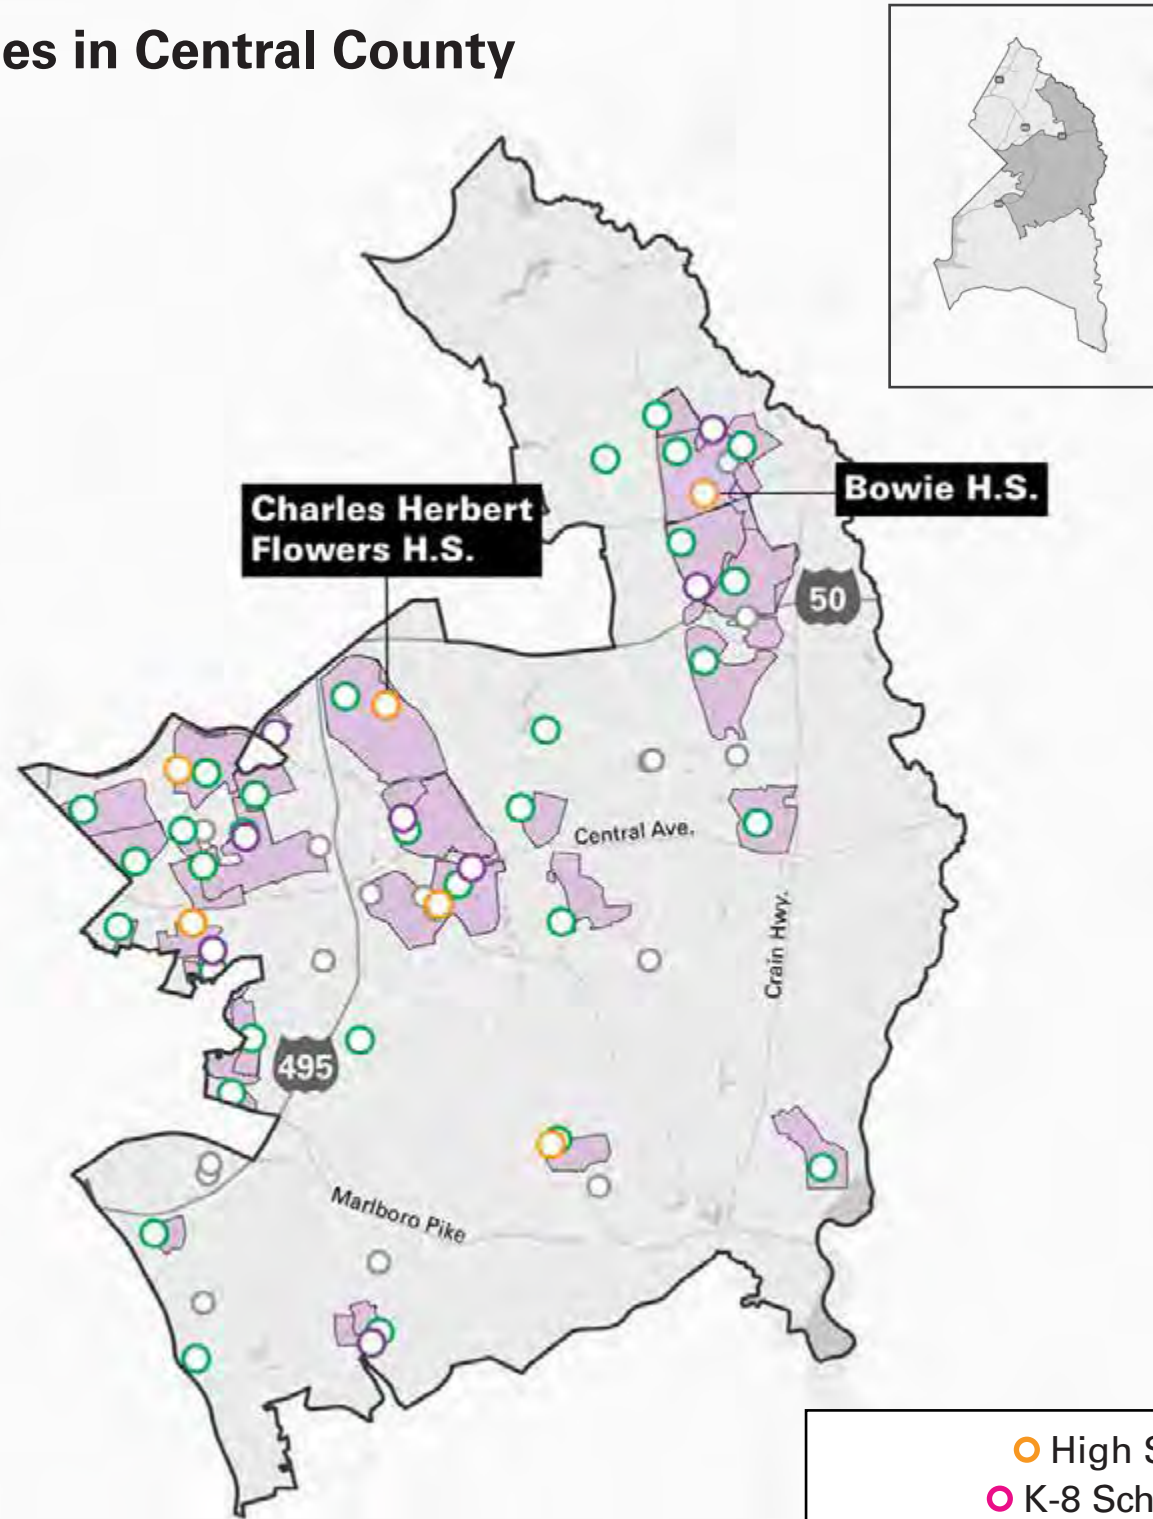 es in Central County
Charles Herbert
Flowers H.S.
Bowie H.S.
50
Central Ave.
Crain Hwy.
495
Marlboro Pike
High S
K-8 Sch